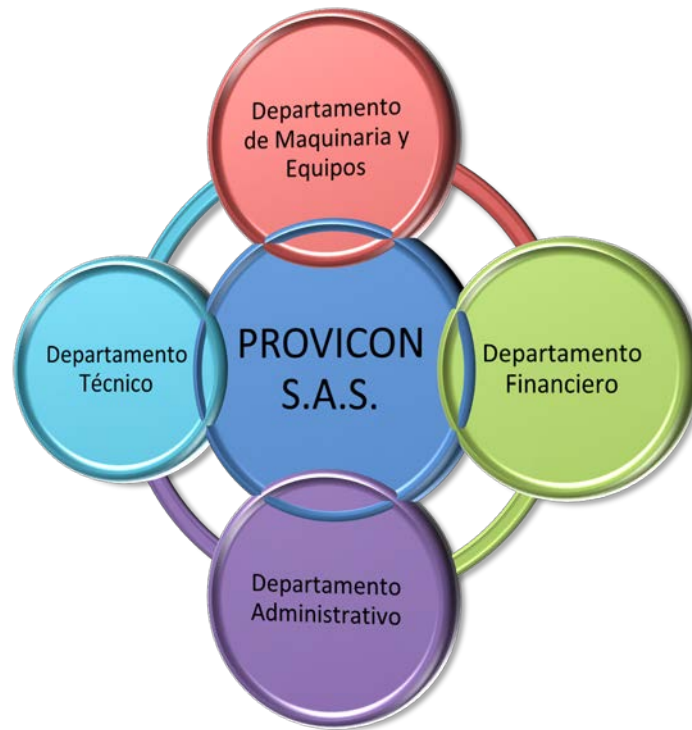 Departamento
de Maquinaria y
Equipos
Departamento
Técnico
PROVICON
S.A.S.
Departamento
Financiero
Departamento
Administrativo